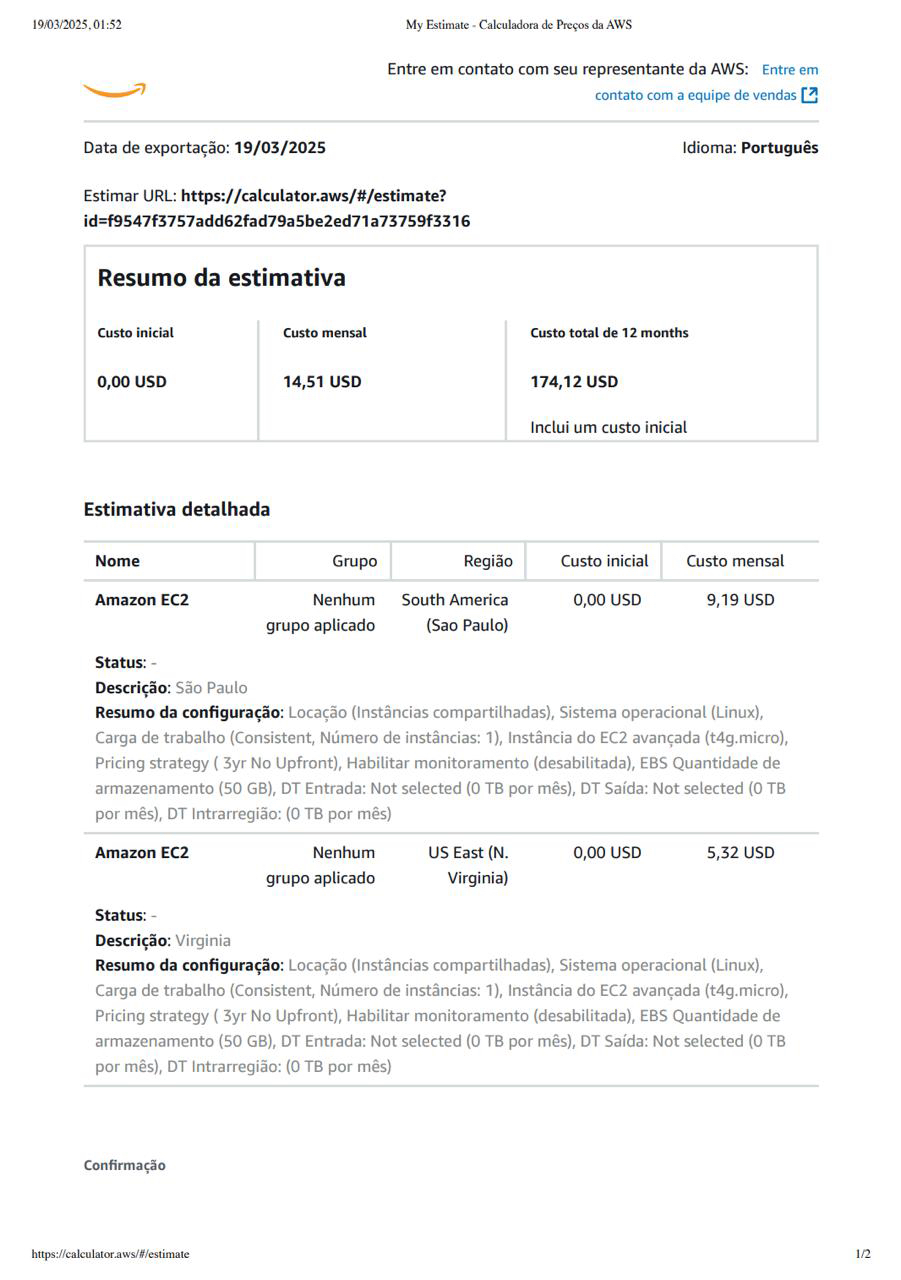 19/03/2025, 01:52
My Estimate - Calculadora de Preços da AWS
Entre em contato com seu representante da AWS: Entre em
contato com a equipe de vendas
Data de exportação: 19/03/2025
Idioma: Português
Estimar URL: https://calculator.aws/#/estimate?
id=f9547f3757add62fad79a5be2ed71a73759f3316
Resumo da estimativa
Custo inicial
Custo mensal
Custo total de 12 months
0,00 USD
14,51 USD
174,12 USD
Inclui um custo inicial
Estimativa detalhada
Nome Grupo Região Custo inicial Custo mensal
Amazon EC2 Nenhum South America 0,00 USD 9,19 USD
grupo aplicado (Sao Paulo)
Status: -
Descrição: São Paulo
Resumo da configuração: Locação (Instâncias compartilhadas), Sistema operacional (Linux),
Carga de trabalho (Consistent, Número de instâncias: 1), Instância do EC2 avançada (t4g.micro),
Pricing strategy ( 3yr No Upfront), Habilitar monitoramento (desabilitada), EBS Quantidade de
armazenamento (50 GB), DT Entrada: Not selected (0 TB por mês), DT Saída: Not selected (0 TB
por mês), DT Intrarregião: (0 TB por mês)
Amazon EC2 Nenhum US East (N. 0,00 USD 5,32 USD
grupo aplicado Virginia)
Status: -
Descrição: Virginia
Resumo da configuração: Locação (Instâncias compartilhadas), Sistema operacional (Linux),
Carga de trabalho (Consistent, Número de instâncias: 1), Instância do EC2 avançada (t4g.micro),
Pricing strategy ( 3yr No Upfront), Habilitar monitoramento (desabilitada), EBS Quantidade de
armazenamento (50 GB), DT Entrada: Not selected (0 TB por mês), DT Saída: Not selected (0 TB
por mês), DT Intrarregião: (0 TB por mês)
Confirmação
https://calculator.aws/#/estimate
1/2